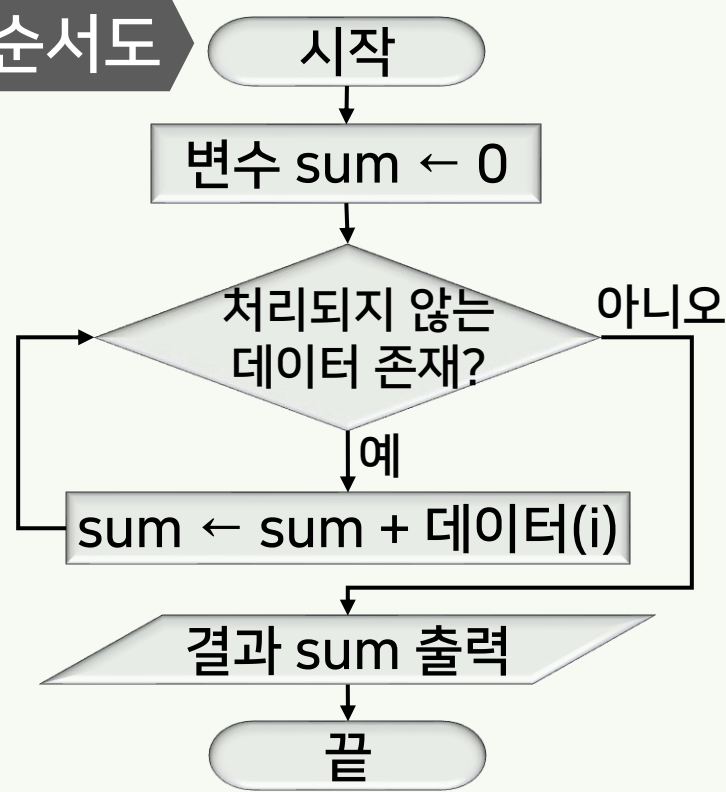 순서도
시작
변수 sum ← 0
처리되지 않는
데이터 존재?
아니오
예
sum ← sum + 데이터(i)
결과 sum 출력
끝